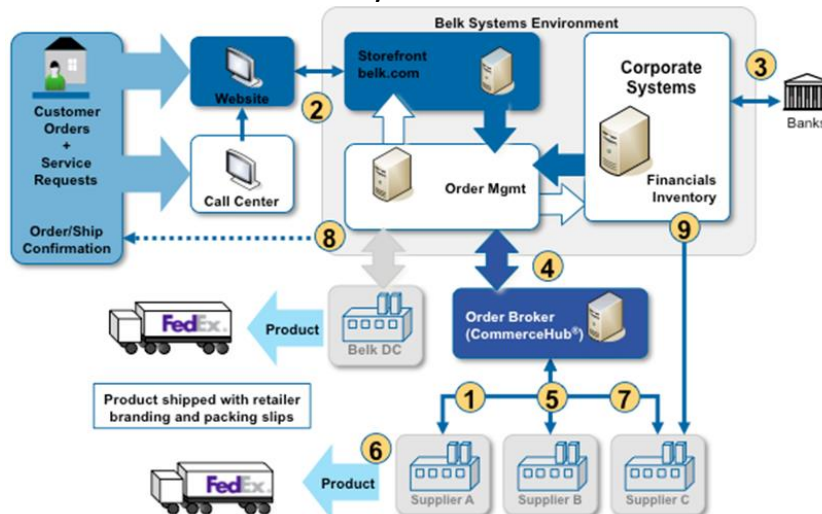 Belk Systems Environment
Storefront
belk.com
Corporate
Systems
3
Banks
Website
2
Customer
Orders
+
Service
Requests
Call Center
Order Mgmt
Financials
Inventory
Order/Ship
Confirmation
8
9
4
FedEx
Product
Belk DC
Order Broker
(CommerceHub®)
Product shipped with retailer
branding and packing slips
1
5
7
6
FedEx
Product
Supplier A
Supplier B
Supplier C